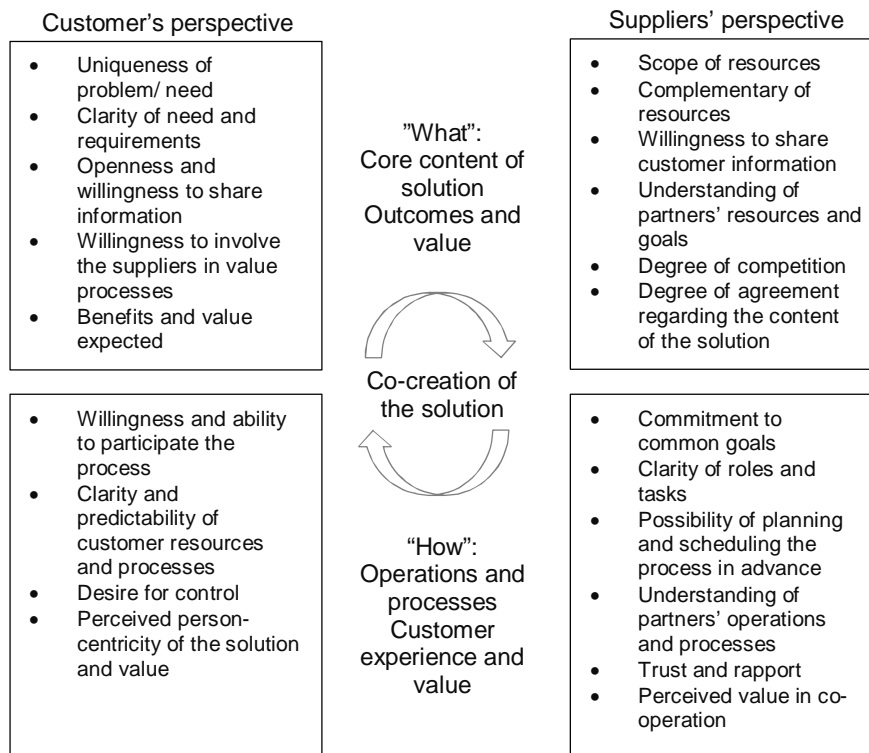 Customer's perspective
• Uniqueness of
problem/ need
• Clarity of need and
requirements
• Openness and
willingness to share
information
• Willingness to involve
the suppliers in value
processes
• Benefits and value
expected
• Willingness and ability
to participate the
process
• Clarity and
predictability of
customer resources
and processes
• Desire for control
• Perceived person-
centricity of the solution
and value
”What”:
Core content of
solution
Outcomes and
value
Co-creation of
the solution
“How”:
Operations and
processes
Customer
experience and
value
Suppliers’ perspective
• Scope of resources
• Complementary of
resources
• Willingness to share
customer information
• Understanding of
partners’ resources and
goals
• Degree of competition
• Degree of agreement
regarding the content
of the solution
• Commitment to
common goals
• Clarity of roles and
tasks
• Possibility of planning
and scheduling the
process in advance
• Understanding of
partners’ operations
and processes
• Trust and rapport
• Perceived value in co-
operation